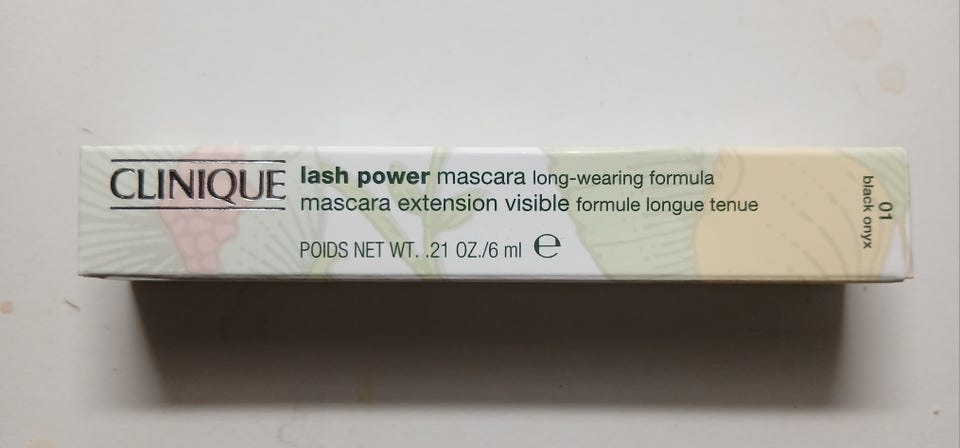 CLINIQUE
lash power mascara long-wearing formula
mascara extension visible formule longue tenue
POIDS NET WT. .21 OZ./6 ml ℮
01
black onyx